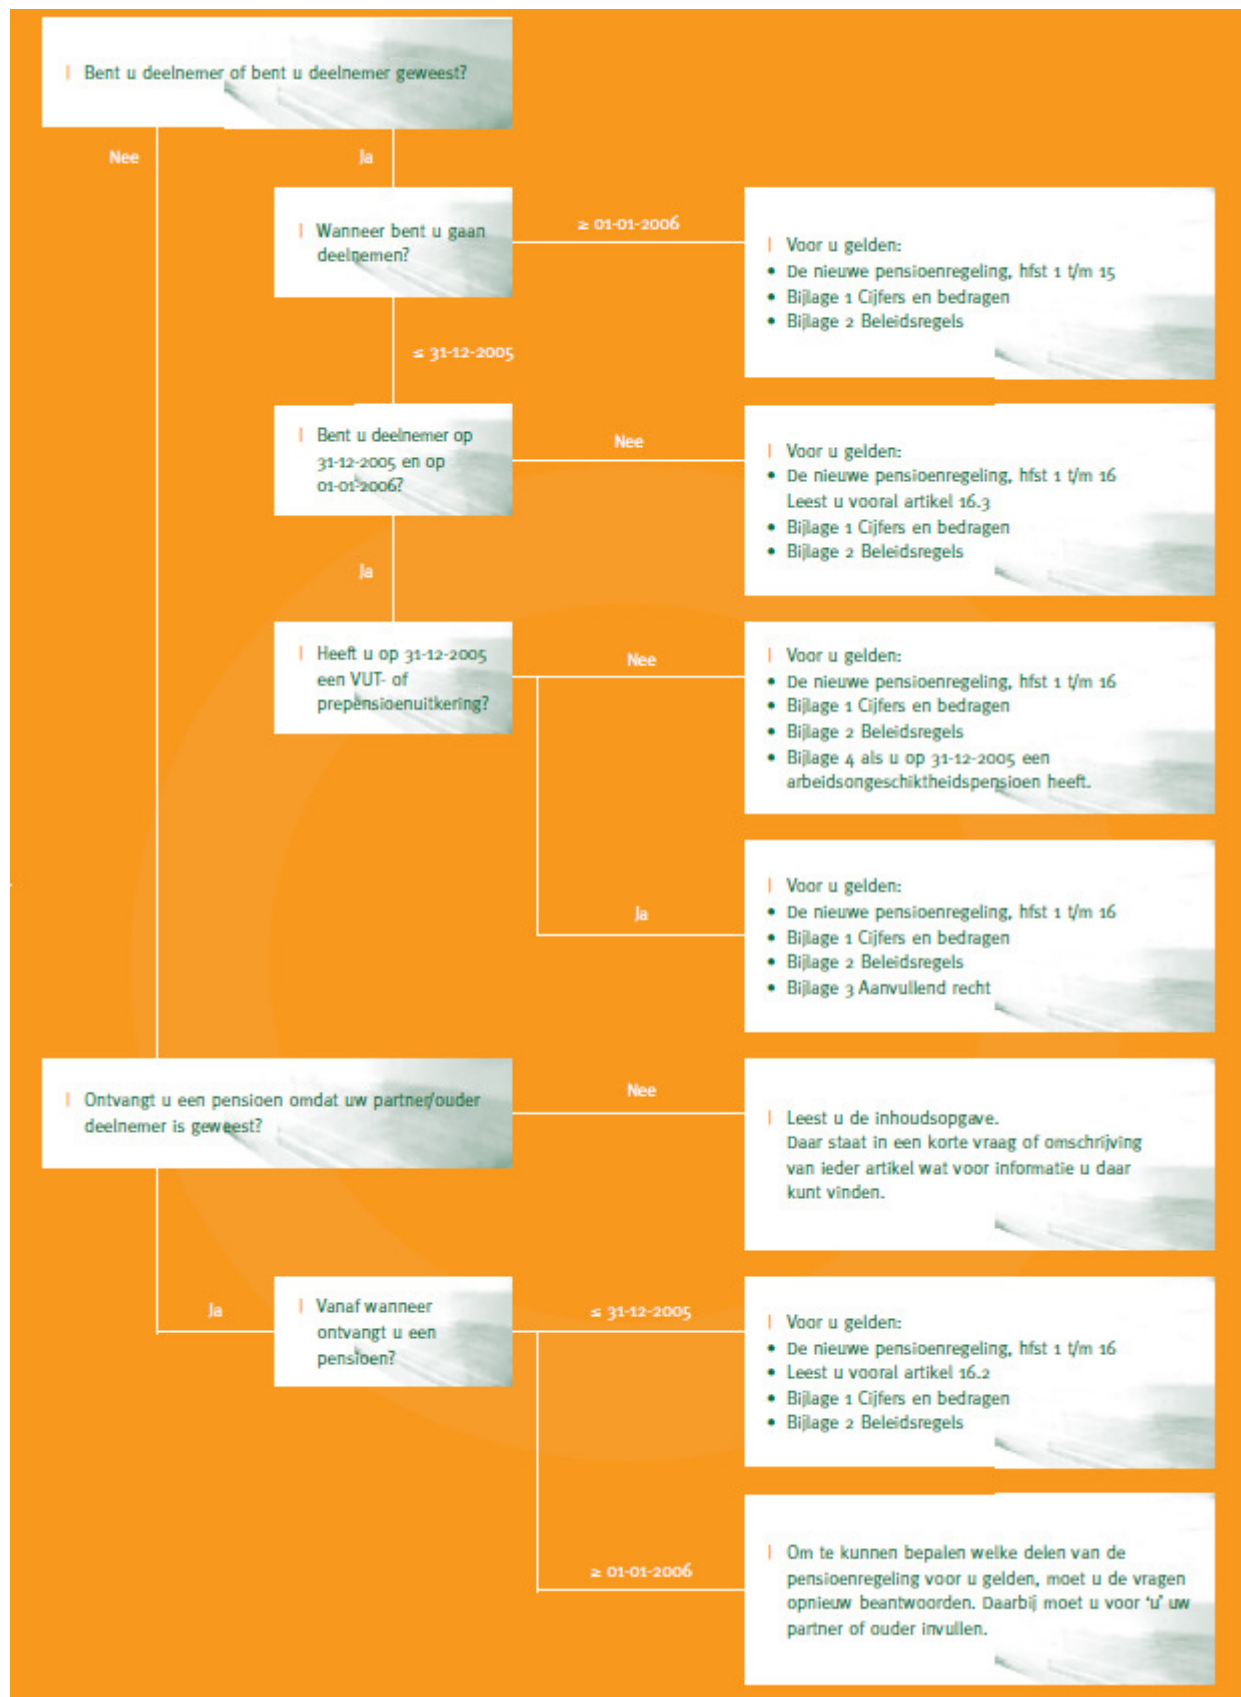 Bent u deelnemer of bent u deelnemer geweest?
Nee
Ja
Wanneer bent u gaan
deelnemen?
≥ 01-01-2006
Voor u gelden:
• De nieuwe pensioenregeling, hfst 1 t/m 15
• Bijlage 1 Cijfers en bedragen
• Bijlage 2 Beleidsregels
≤ 31-12-2005
Bent u deelnemer op
31-12-2005 en op
01-01-2006?
Nee
Voor u gelden:
• De nieuwe pensioenregeling, hfst 1 t/m 16
Leest u vooral artikel 16.3
• Bijlage 1 Cijfers en bedragen
• Bijlage 2 Beleidsregels
Ja
Heeft u op 31-12-2005
een VUT- of
prepensioenuitkering?
Nee
Voor u gelden:
• De nieuwe pensioenregeling, hfst 1 t/m 16
• Bijlage 1 Cijfers en bedragen
• Bijlage 2 Beleidsregels
• Bijlage 4 als u op 31-12-2005 een
arbeidsongeschiktheidspensioen heeft.
Ja
Voor u gelden:
• De nieuwe pensioenregeling, hfst 1 t/m 16
• Bijlage 1 Cijfers en bedragen
• Bijlage 2 Beleidsregels
• Bijlage 3 Aanvullend recht
Ontvangt u een pensioen omdat uw partner/ouder
deelnemer is geweest?
Nee
Leest u de inhoudsopgave.
Daar staat in een korte vraag of omschrijving
van ieder artikel wat voor informatie u daar
kunt vinden.
Ja
Vanaf wanneer
ontvangt u een
pensioen?
≤ 31-12-2005
Voor u gelden:
• De nieuwe pensioenregeling, hfst 1 t/m 16
• Leest u vooral artikel 16.2
• Bijlage 1 Cijfers en bedragen
• Bijlage 2 Beleidsregels
≥ 01-01-2006
Om te kunnen bepalen welke delen van de
pensioenregeling voor u gelden, moet u de vragen
opnieuw beantwoorden. Daarbij moet u voor ‘u’ uw
partner of ouder invullen.